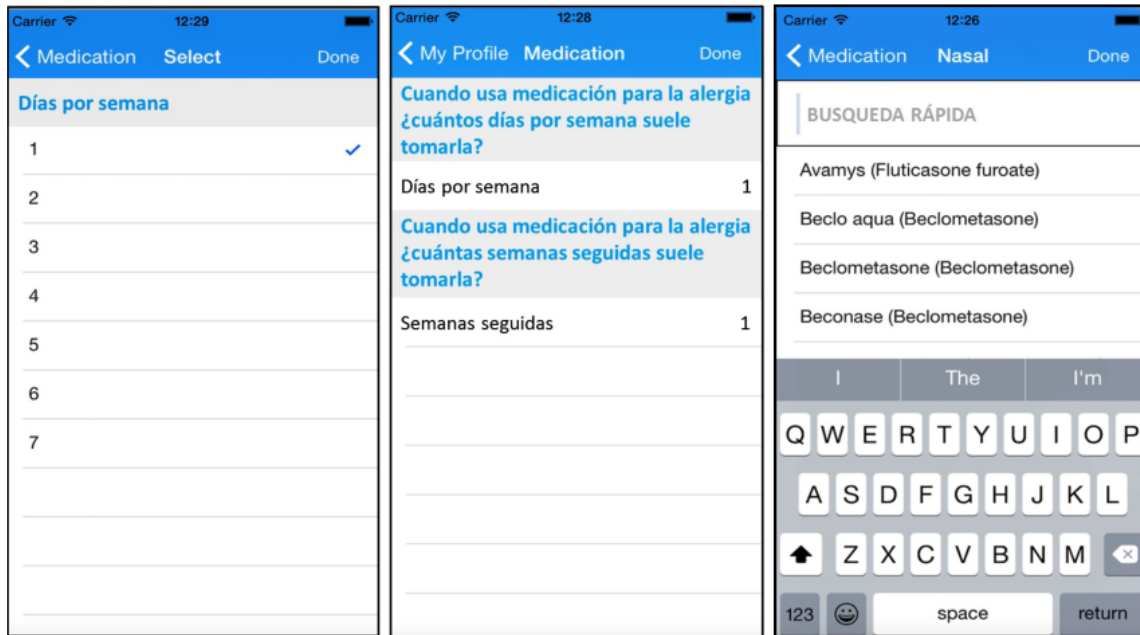 Carrier 12:29
Medication Select Done
Días por semana
1
2
3
4
5
6
7
Carrier 12:28
My Profile Medication Done
Cuando usa medicación para la alergia
¿cuántos días por semana suele
tomarla?
Días por semana 1
Cuando usa medicación para la alergia
¿cuántas semanas seguidas suele
tomarla?
Semanas seguidas 1
Carrier 12:26
Medication Nasal Done
BUSQUEDA RÁPIDA
Avamys (Fluticasone furoate)
Beclo aqua (Beclometasone)
Beclometasone (Beclometasone)
Beconase (Beclometasone)
I The I'm
Q W E R T Y U I O P
A S D F G H J K L
Z X C V B N M
123 space return